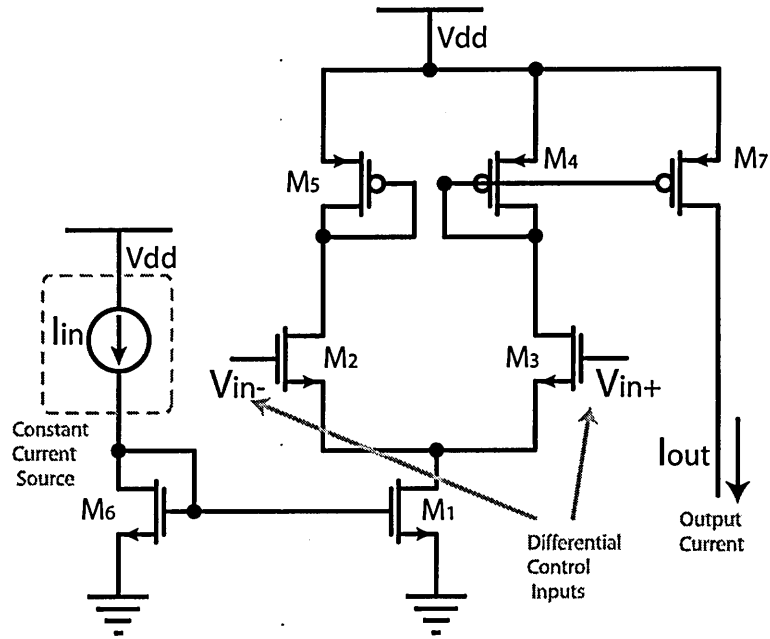 Vdd
M5
M4
M7
Vdd
Iin
M2
M3
Vin-
Vin+
Constant
Current
Source
Iout
M6
M1
Output
Current
Differential
Control
Inputs